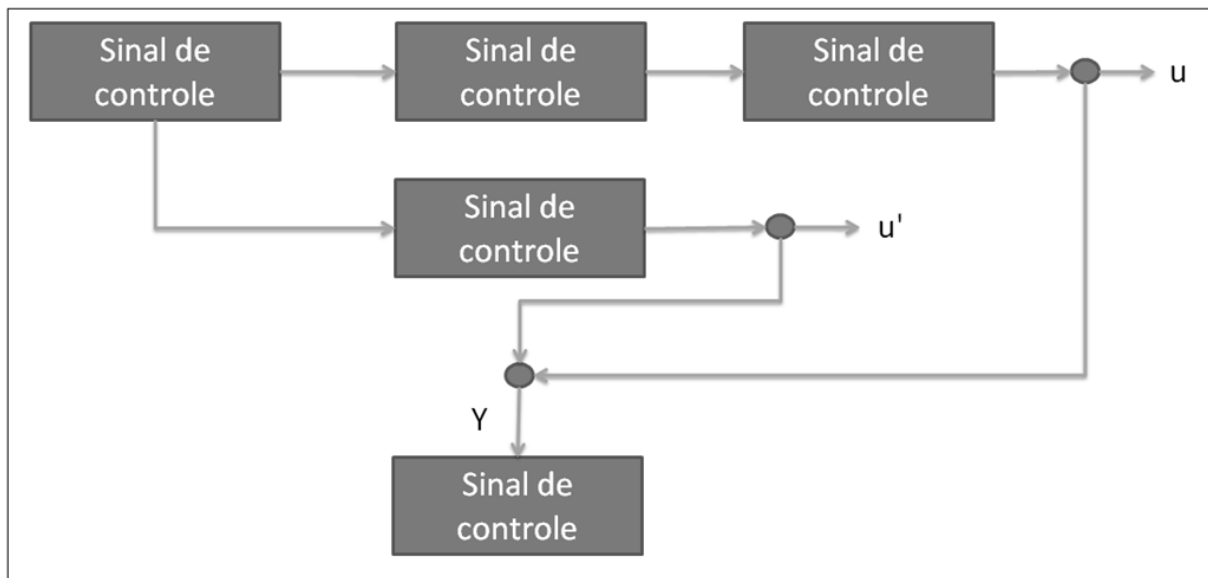 Sinal de
controle
Sinal de
controle
Sinal de
controle
u
Sinal de
controle
u'
Y
Sinal de
controle